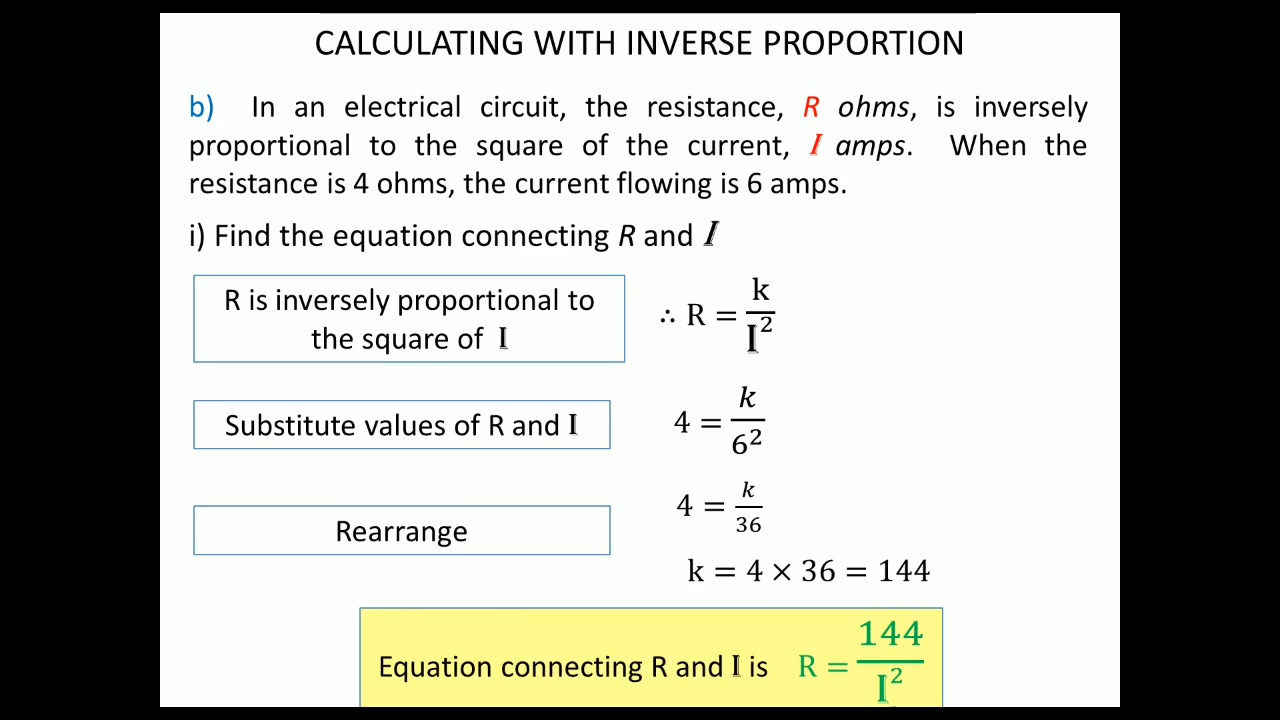 CALCULATING WITH INVERSE PROPORTION
b) In an electrical circuit, the resistance, R ohms, is inversely
proportional to the square of the current, I amps. When the
resistance is 4 ohms, the current flowing is 6 amps.
i) Find the equation connecting R and I
R is inversely proportional to
the square of I
∴ R = k/I²
Substitute values of R and I
4 = k/6²
Rearrange
4 = k/36
k = 4 × 36 = 144
Equation connecting R and I is R = 144/I²